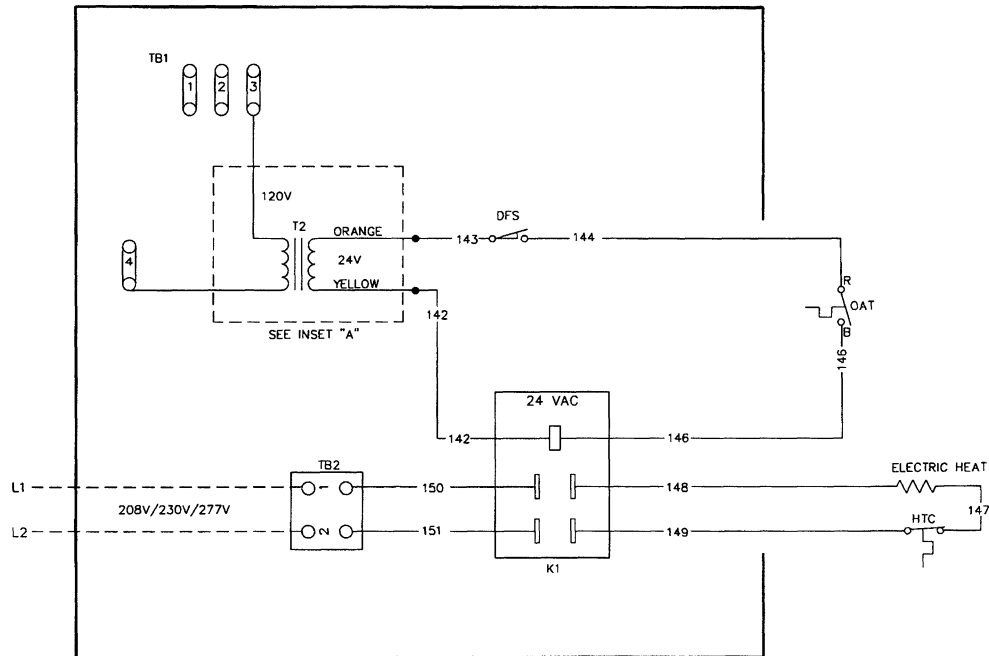 TB1
1 2 3
120V
T2
ORANGE
24V
YELLOW
4
SEE INSET "A"
142
DFS
143
144
R
OAT
B
146
24 VAC
142
146
TB2
ELECTRIC HEAT
L1
1
150
148
147
208V/230V/277V
HTC
L2
2
151
149
K1